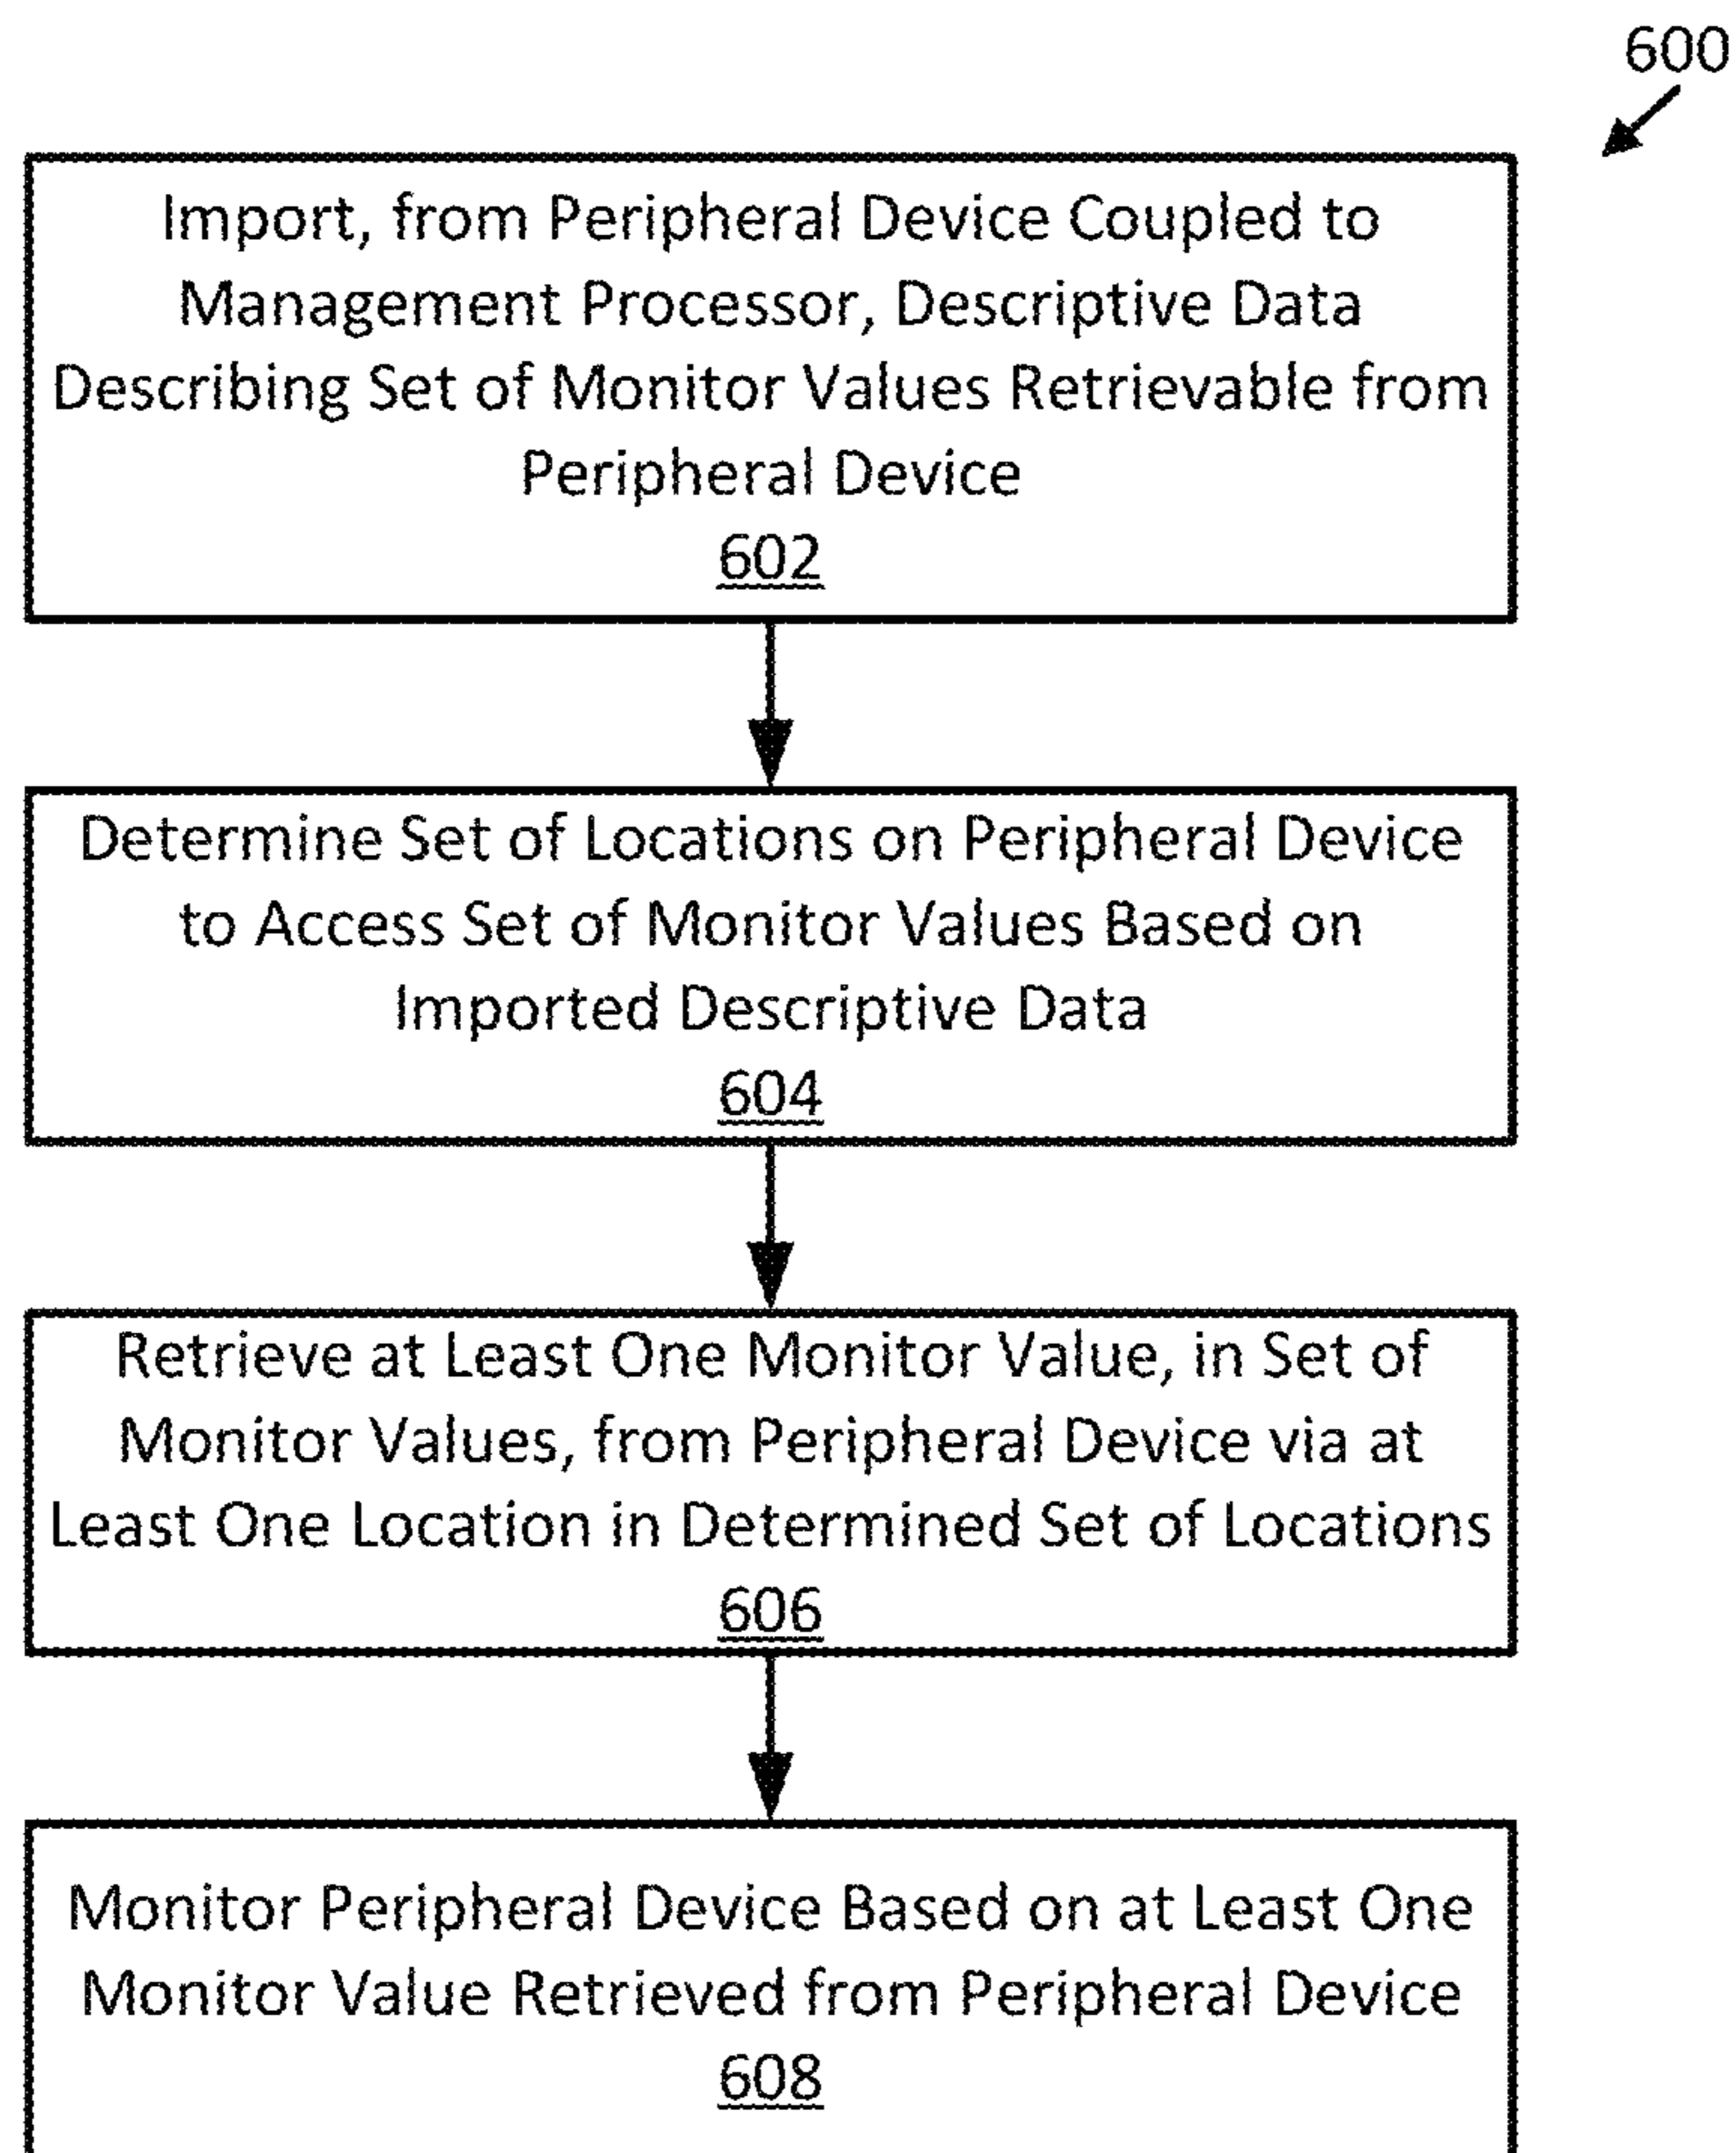 600
Import, from Peripheral Device Coupled to
Management Processor, Descriptive Data
Describing Set of Monitor Values Retrievable from
Peripheral Device
602
Determine Set of Locations on Peripheral Device
to Access Set of Monitor Values Based on
Imported Descriptive Data
604
Retrieve at Least One Monitor Value, in Set of
Monitor Values, from Peripheral Device via at
Least One Location in Determined Set of Locations
606
Monitor Peripheral Device Based on at Least One
Monitor Value Retrieved from Peripheral Device
608